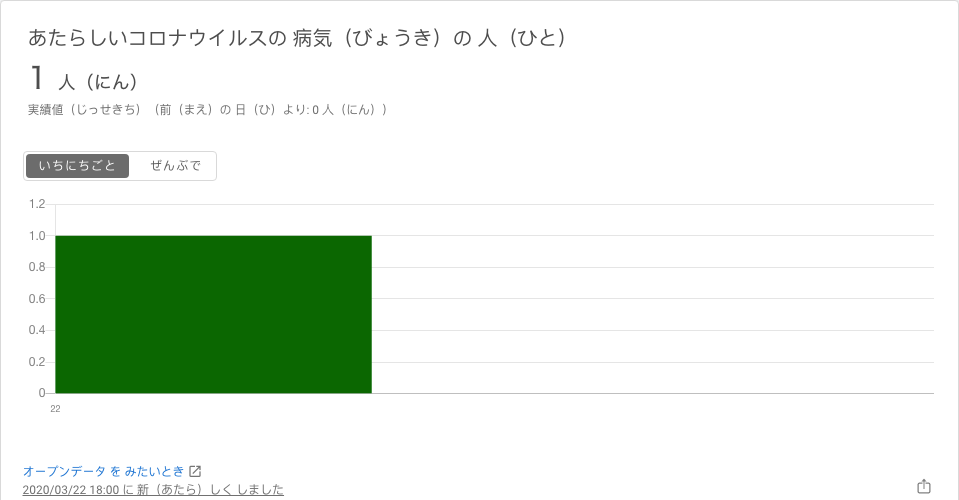 あたらしいコロナウイルスの 病気（びょうき）の 人（ひと）
1 人（にん）
実績値（じっせきち）（前（まえ）の 日（ひ）より: 0 人（にん））
いちにちごと ぜんぶで
1.2
1.0
0.8
0.6
0.4
0.2
0
22
オープンデータ を みたいとき
2020/03/22 18:00 に 新（あたら）しく しました